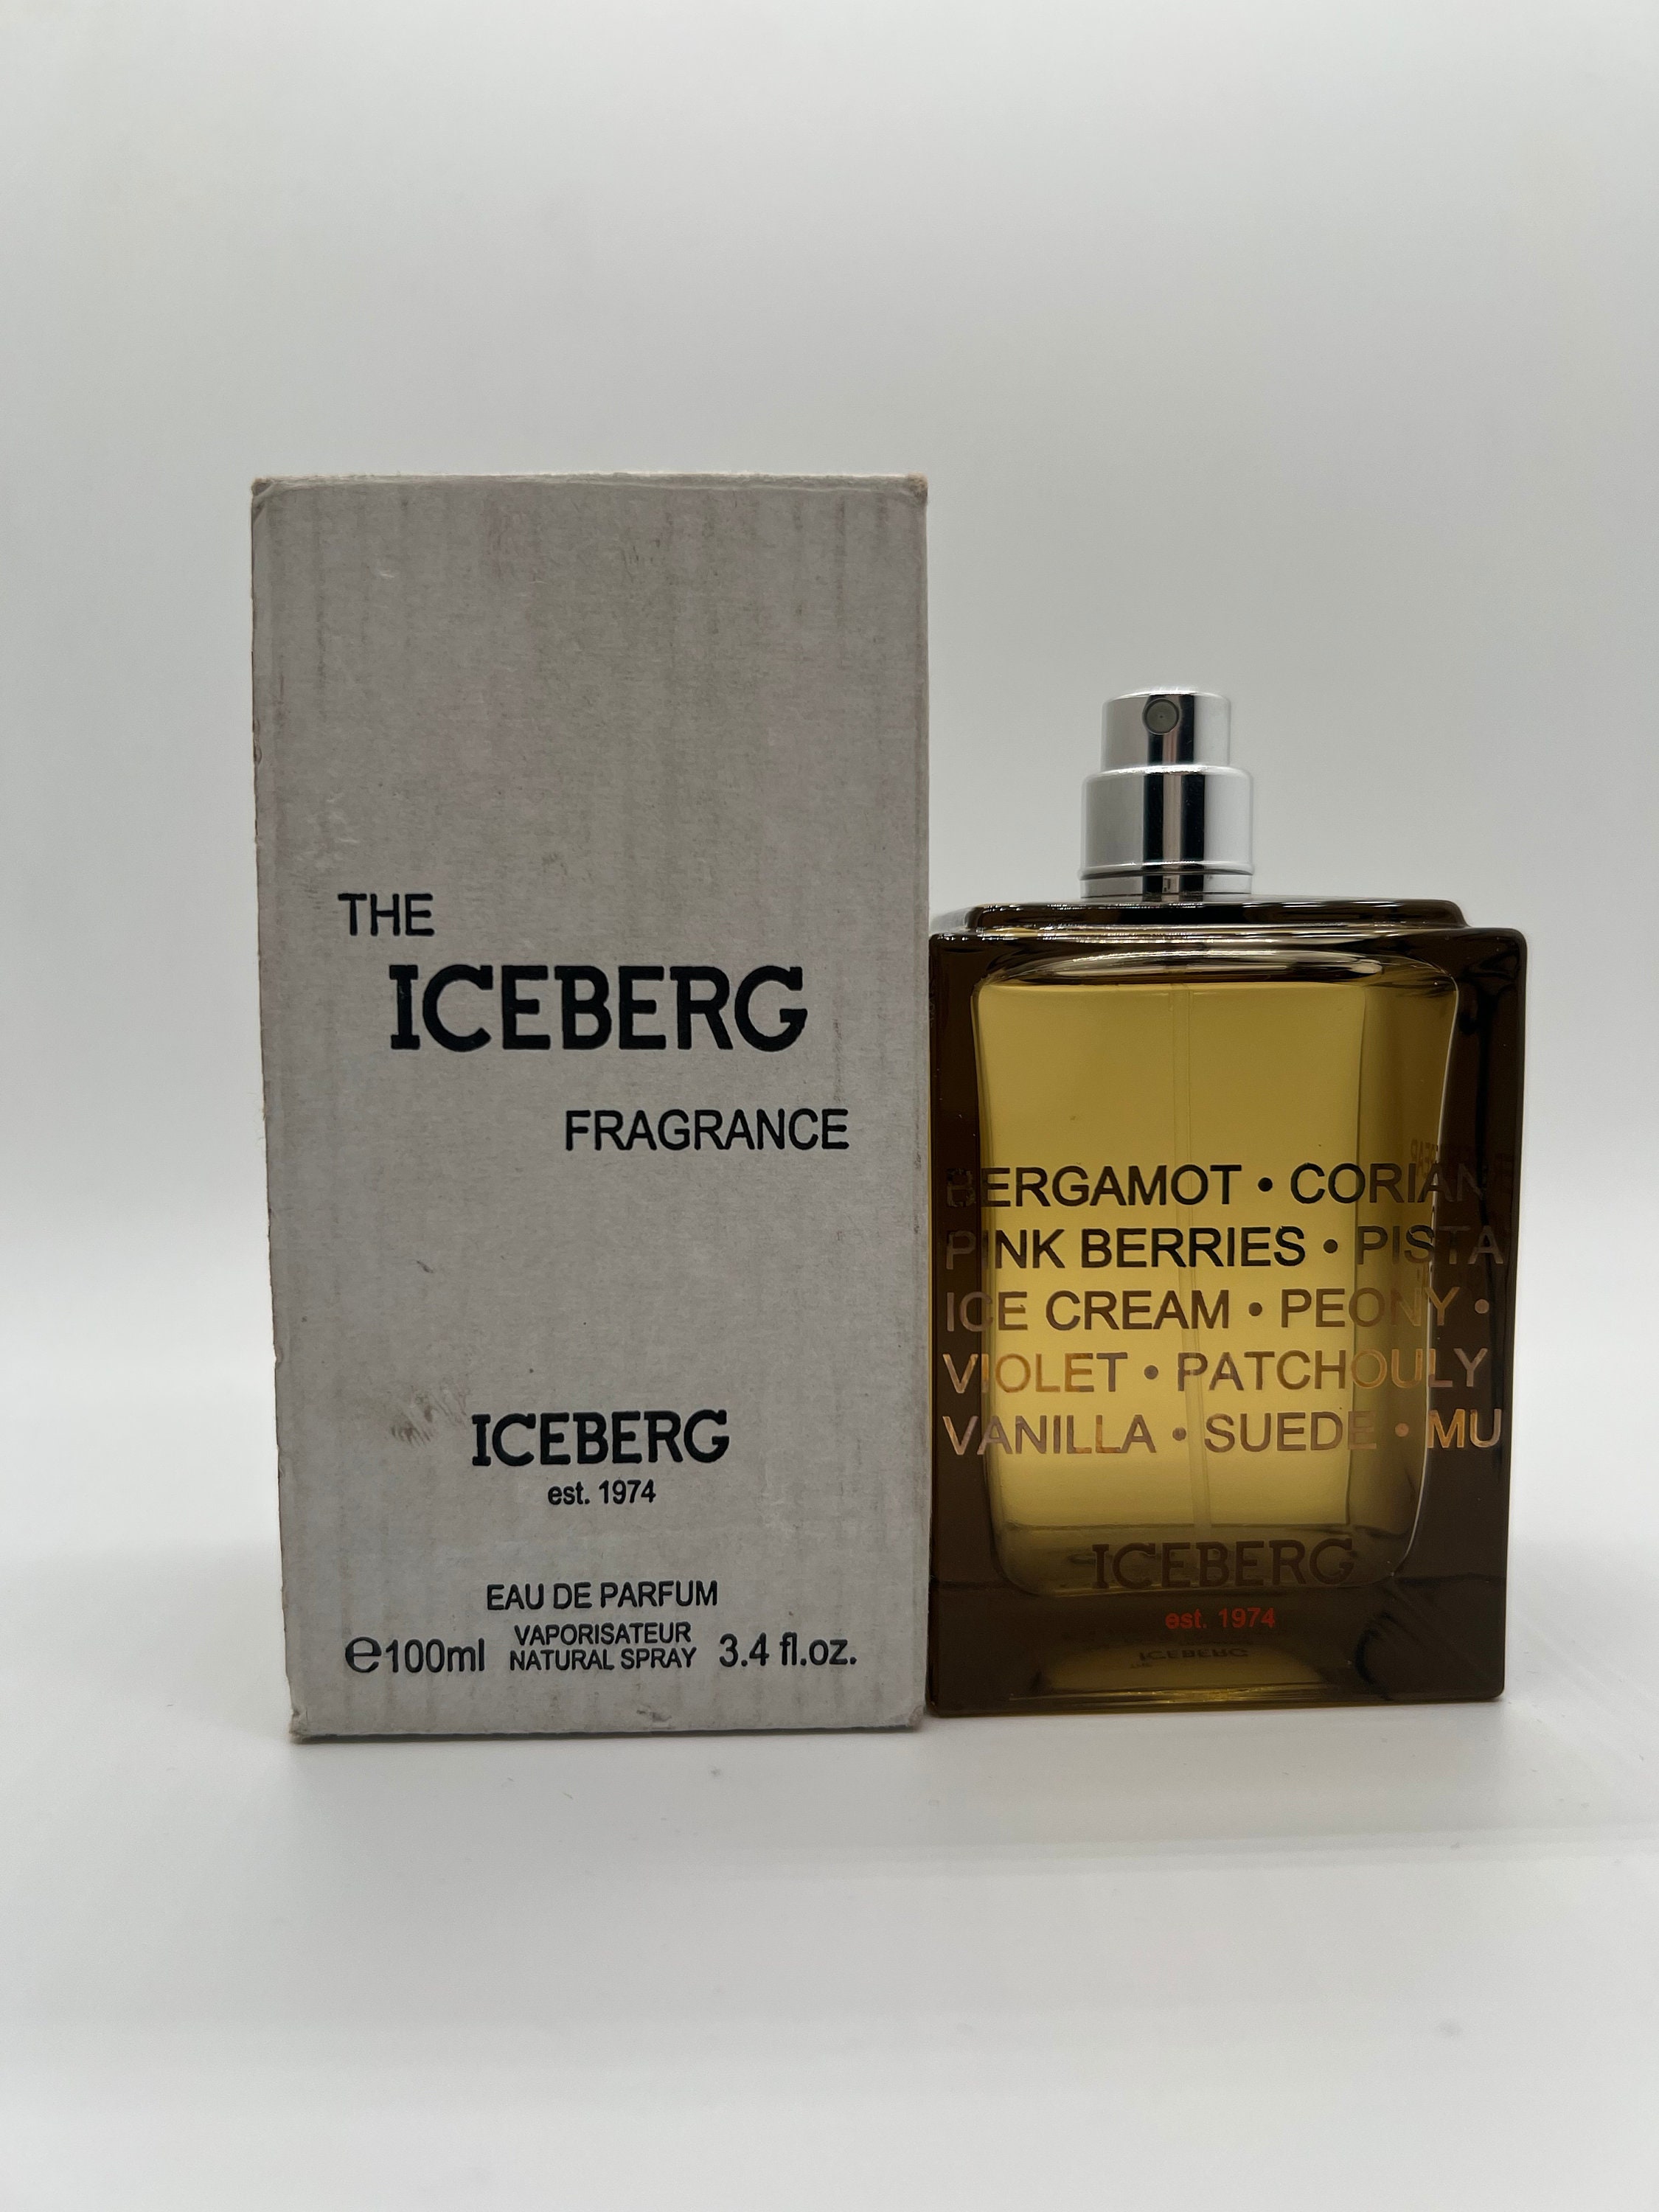 THE
ICEBERG
FRAGRANCE
ICEBERG
est. 1974
EAU DE PARFUM
e100ml VAPORISATEUR 3.4 fl.oz.
NATURAL SPRAY
BERGAMOT • CORIAN
PINK BERRIES • PISTA
ICE CREAM • PEONY •
VIOLET • PATCHOULY
VANILLA • SUEDE • MU
ICEBERG
est. 1974